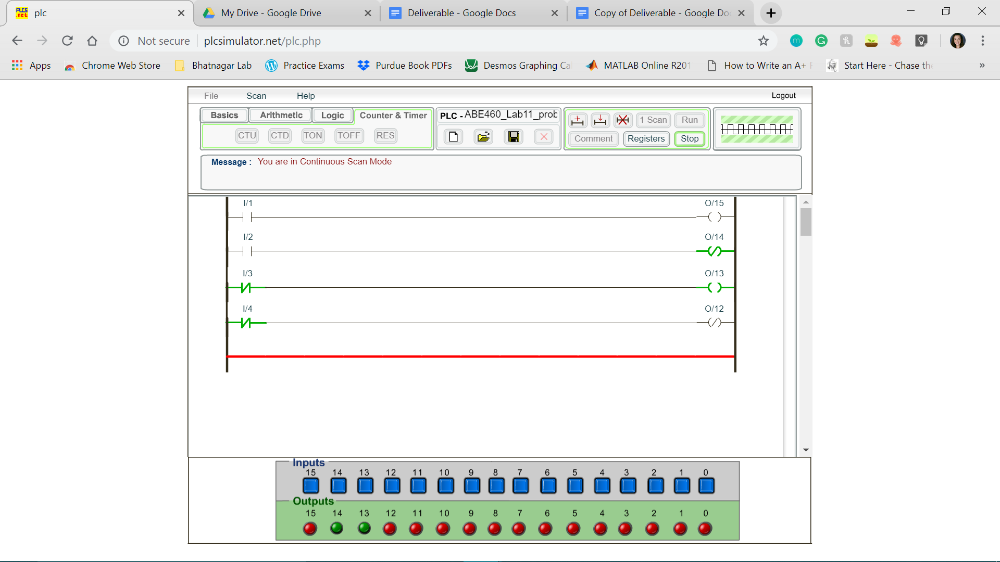 PLCS
.net
plc
My Drive - Google Drive
Deliverable - Google Docs
Copy of Deliverable - Google Do
Not secure
plcsimulator.net/plc.php
Apps
Chrome Web Store
Bhatnagar Lab
Practice Exams
Purdue Book PDFs
Desmos Graphing Ca
MATLAB Online R201
How to Write an A+
Start Here - Chase the
»
File Scan Help Logout
Basics Arithmetic Logic Counter & Timer
CTU CTD TON TOFF RES
PLC - ABE460_Lab11_prob
1 Scan Run
Comment Registers Stop
Message : You are in Continuous Scan Mode
I/1 O/15
I/2 O/14
I/3 O/13
I/4 O/12
Inputs
15 14 13 12 11 10 9 8 7 6 5 4 3 2 1 0
Outputs
15 14 13 12 11 10 9 8 7 6 5 4 3 2 1 0